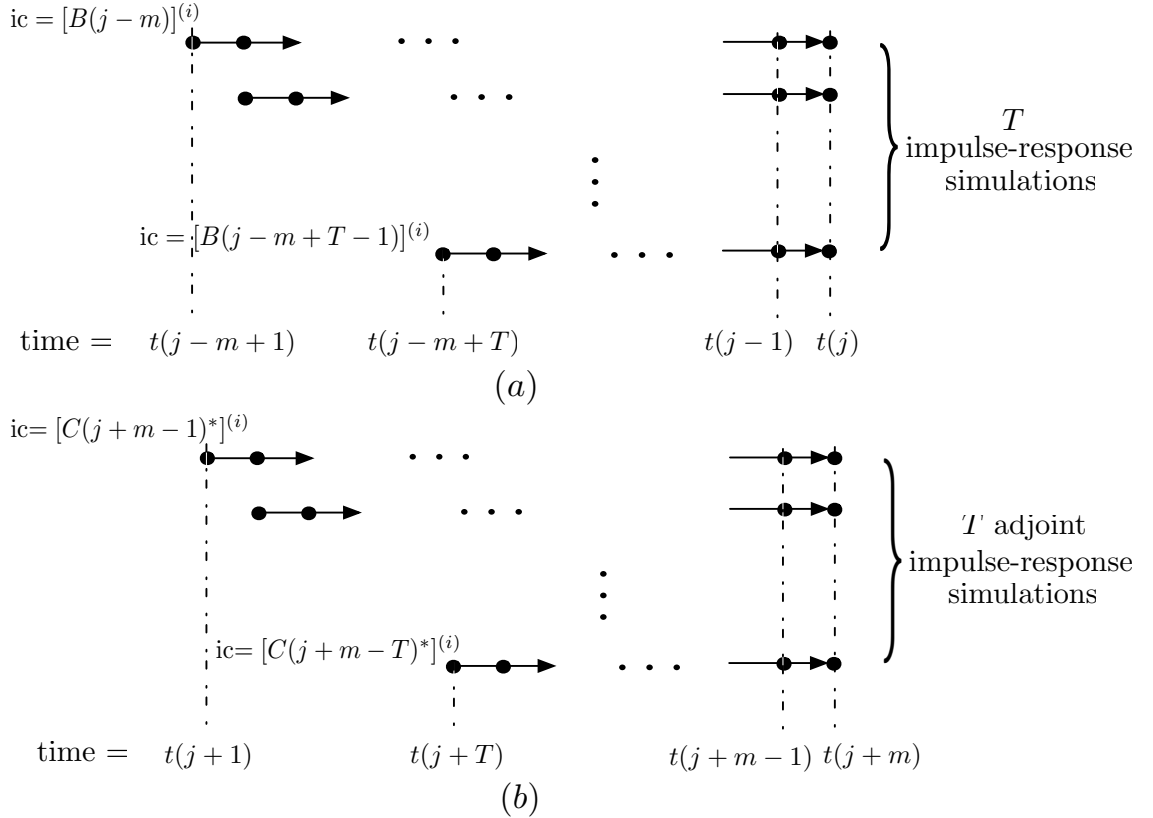 ic = [B(j − m)]⁽ⁱ⁾
. . .
. . .
T
impulse-response
simulations
ic = [B(j − m + T − 1)]⁽ⁱ⁾
. . .
time = t(j − m + 1) t(j − m + T) t(j − 1) t(j)
(a)
ic= [C(j + m − 1)*]⁽ⁱ⁾
. . .
. . .
T adjoint
impulse-response
simulations
ic= [C(j + m − T)*]⁽ⁱ⁾
. . .
time = t(j + 1) t(j + T) t(j + m − 1) t(j + m)
(b)